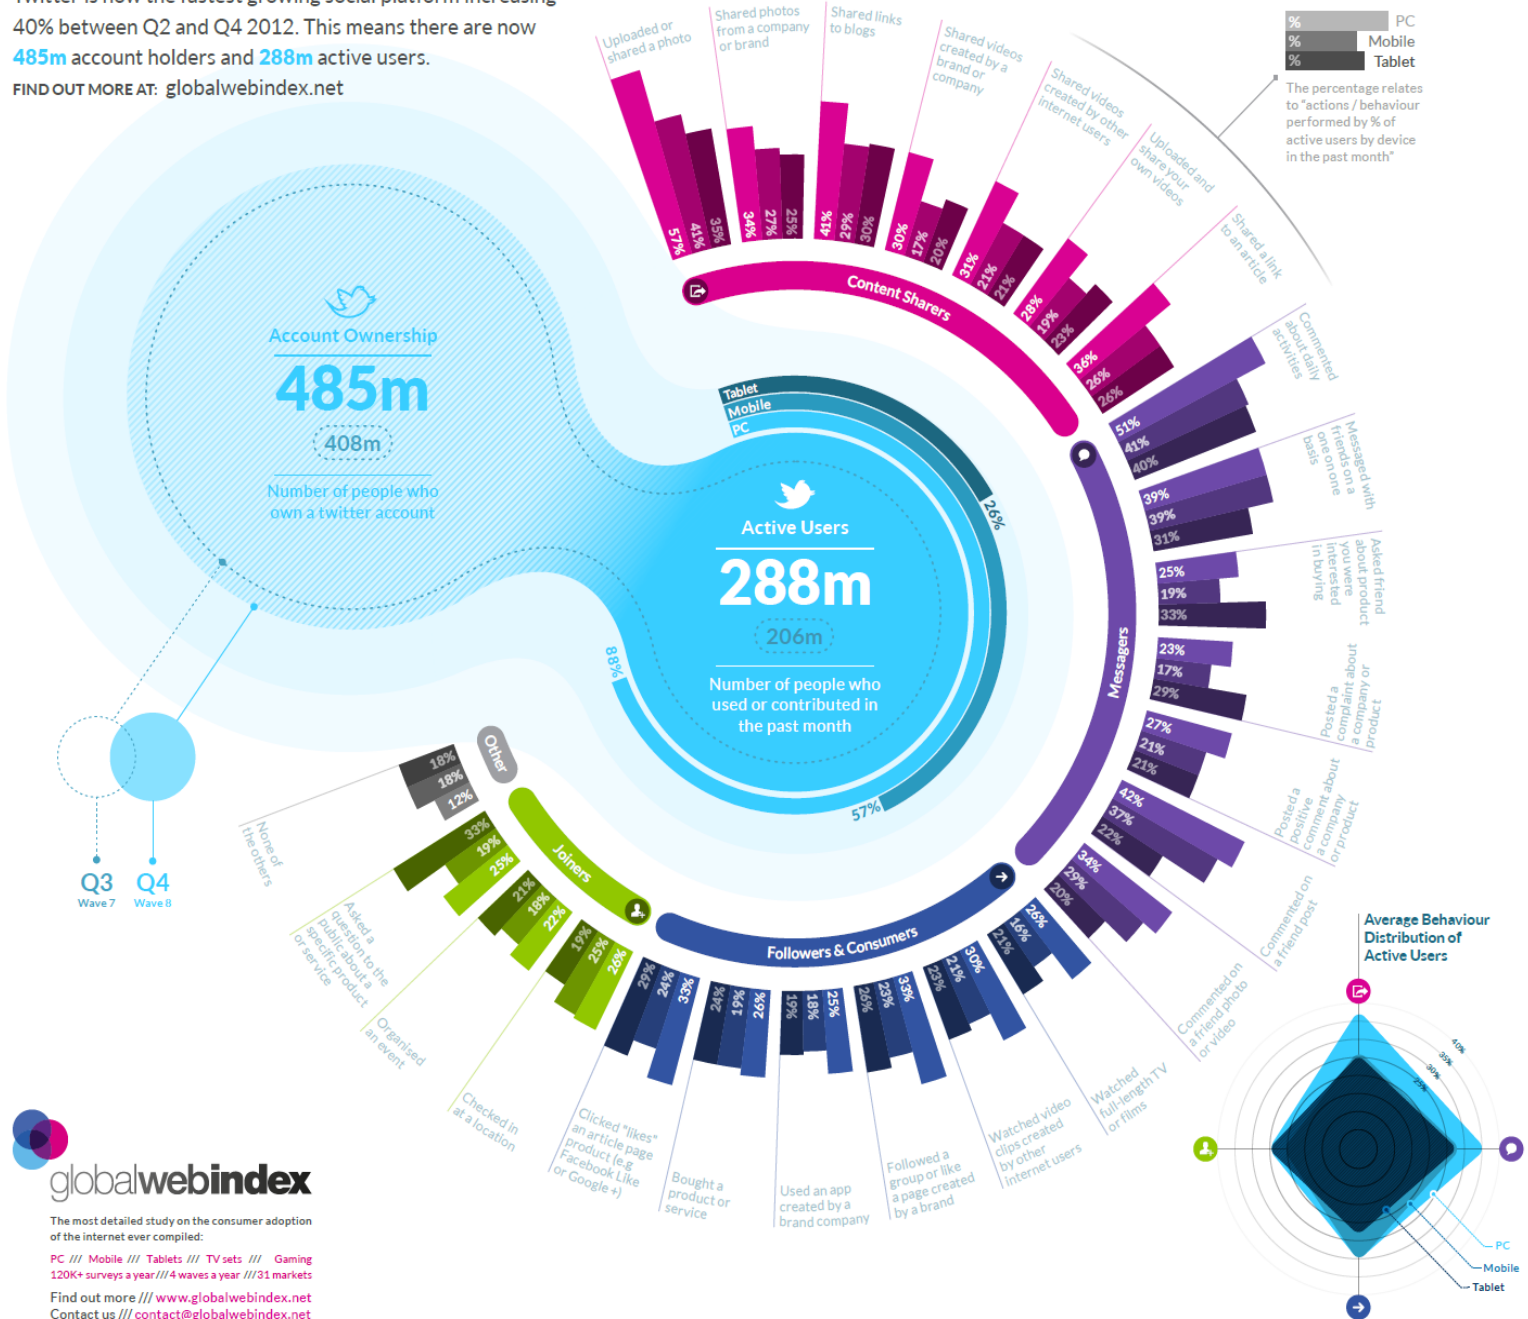 Twitter is now the fastest growing social platform increasing
40% between Q2 and Q4 2012. This means there are now
485m account holders and 288m active users.
FIND OUT MORE AT: globalwebindex.net
% PC
% Mobile
% Tablet
The percentage relates
to “actions / behaviour
performed by % of
active users by device
in the past month”
Uploaded or
shared a photo
57%
41%
35%
Shared photos
from a company
or brand
34%
27%
25%
Shared links
to blogs
41%
29%
30%
Shared videos
created by a
brand or
company
30%
17%
20%
Shared videos
created by other
internet users
31%
21%
21%
Uploaded and
share your
own videos
28%
19%
23%
Shared a link
to an article
36%
26%
26%
Content Sharers
Commented
about daily
activities
51%
41%
40%
Messaged with
friends on a
one on one
basis
39%
39%
31%
Asked friend
about product
you were
interested
in buying
25%
19%
33%
Posted a
complaint about
a company or
product
23%
17%
29%
Posted a
positive
comment about
a company
or product
27%
21%
21%
Commented on
a friend post
42%
37%
22%
Commented on
a friend photo
or video
34%
29%
20%
Messagers
Account Ownership
485m
408m
Number of people who
own a twitter account
Tablet
Mobile
PC
26%
57%
88%
Active Users
288m
206m
Number of people who
used or contributed in
the past month
Q3
Wave 7
Q4
Wave 8
Watched
full-length TV
or films
26%
16%
21%
Watched video
clips created
by other
internet users
30%
21%
23%
Followed a
group or like
a page created
by a brand
33%
23%
26%
Used an app
created by a
brand company
25%
18%
19%
Bought a
product or
service
26%
19%
24%
Clicked "likes"
an article page
product (e.g
Facebook Like
or Google +)
33%
24%
29%
Followers & Consumers
Checked in
at a location
26%
25%
19%
Organised
an event
22%
18%
21%
Asked a
question to the
public about a
specific product
or service
25%
19%
33%
Joiners
None of
the others
12%
18%
18%
Other
Average Behaviour
Distribution of
Active Users
40%
35%
30%
25%
PC
Mobile
Tablet
globalwebindex
The most detailed study on the consumer adoption
of the internet ever compiled:
PC /// Mobile /// Tablets /// TV sets /// Gaming
120K+ surveys a year///4 waves a year ///31 markets
Find out more /// www.globalwebindex.net
Contact us /// contact@globalwebindex.net